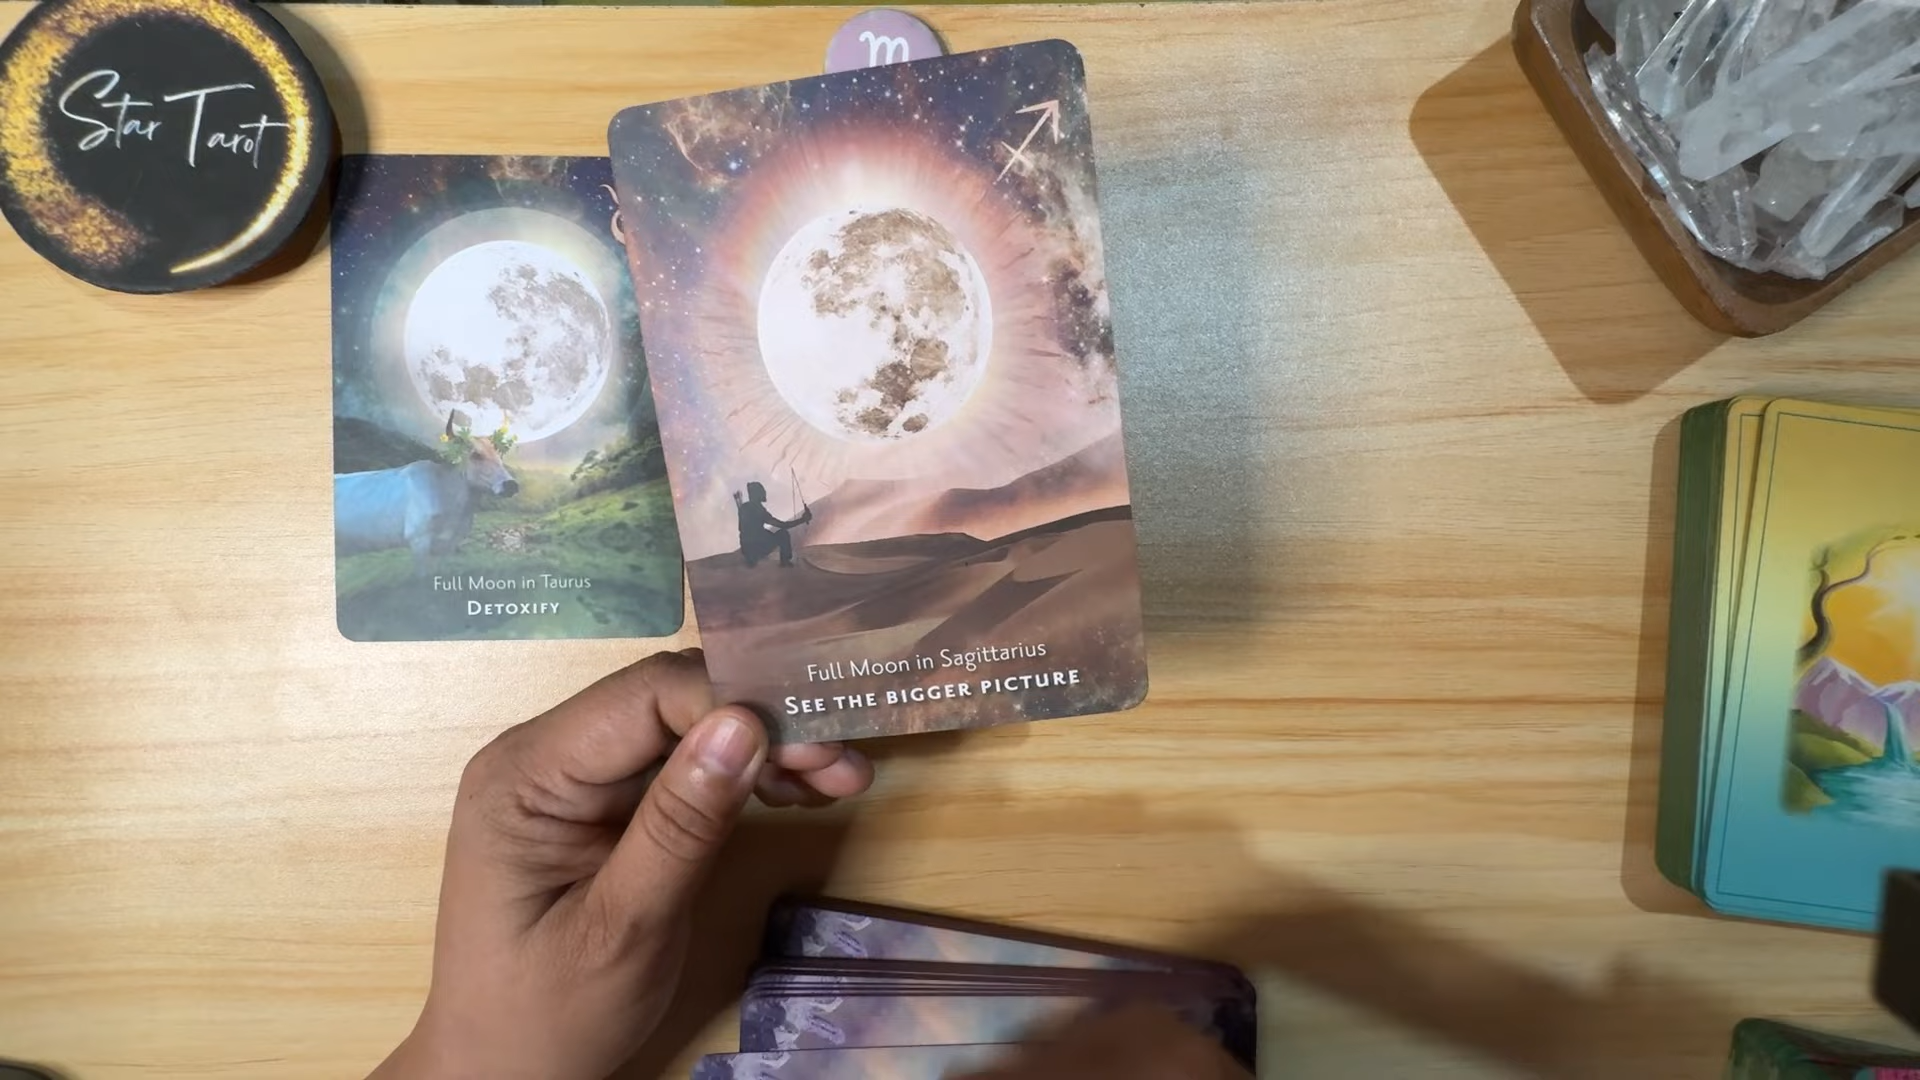 Star Tarot
Full Moon in Taurus
DETOXIFY
Full Moon in Sagittarius
SEE THE BIGGER PICTURE